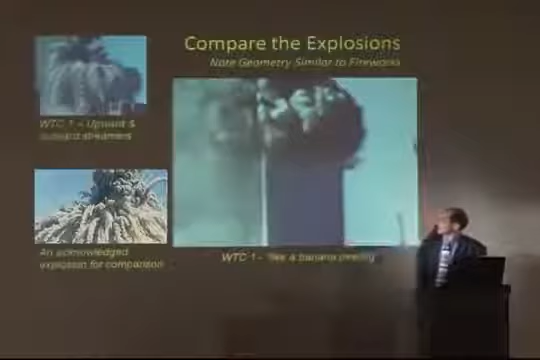 Compare the Explosions
Note Geometry Similar to Fireworks
WTC 1 – Upward &
outward streamers
An acknowledged
explosion for comparison
WTC 1 - like a banana peeling